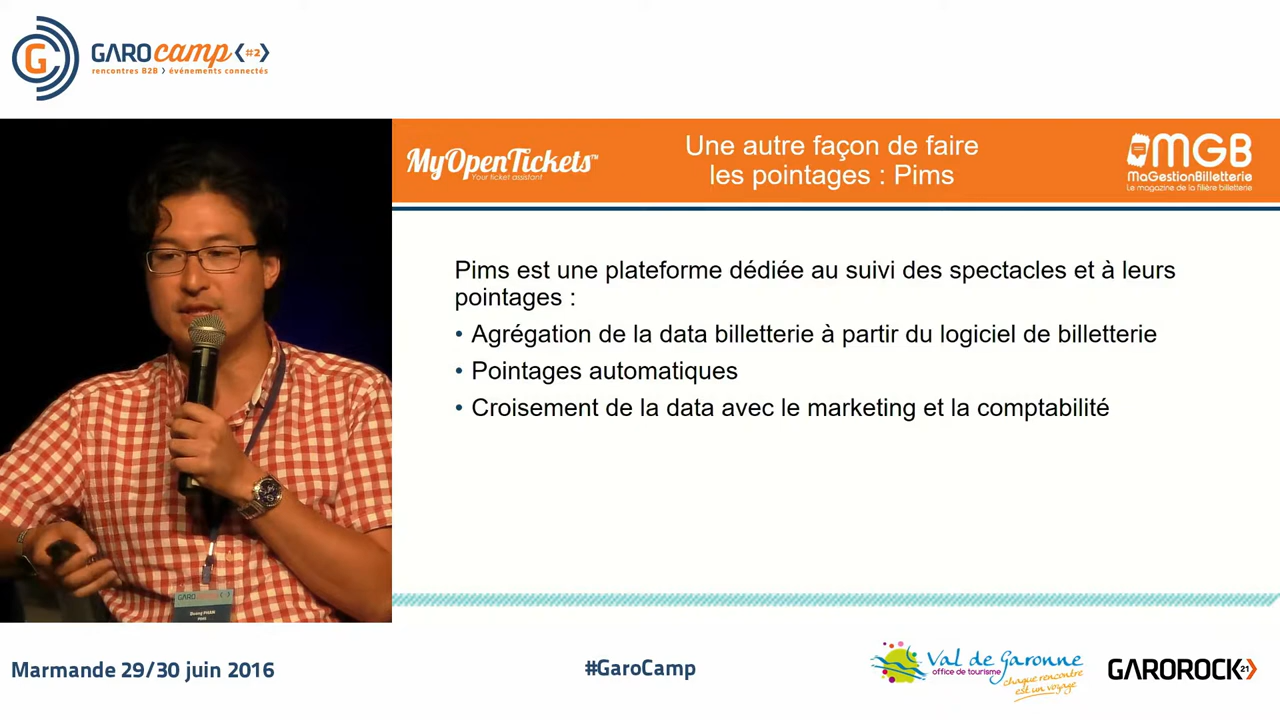 GAROcamp #2
rencontres B2B > événements connectés
MyOpenTickets™
Your ticket assistant
Une autre façon de faire
les pointages : Pims
MGB
MaGestionBilletterie
Le magazine de la filière billetterie
Pims est une plateforme dédiée au suivi des spectacles et à leurs
pointages :
• Agrégation de la data billetterie à partir du logiciel de billetterie
• Pointages automatiques
• Croisement de la data avec le marketing et la comptabilité
Marmande 29/30 juin 2016
#GaroCamp
Val de Garonne
office de tourisme
chaque rencontre
est un voyage
GAROROCK 21